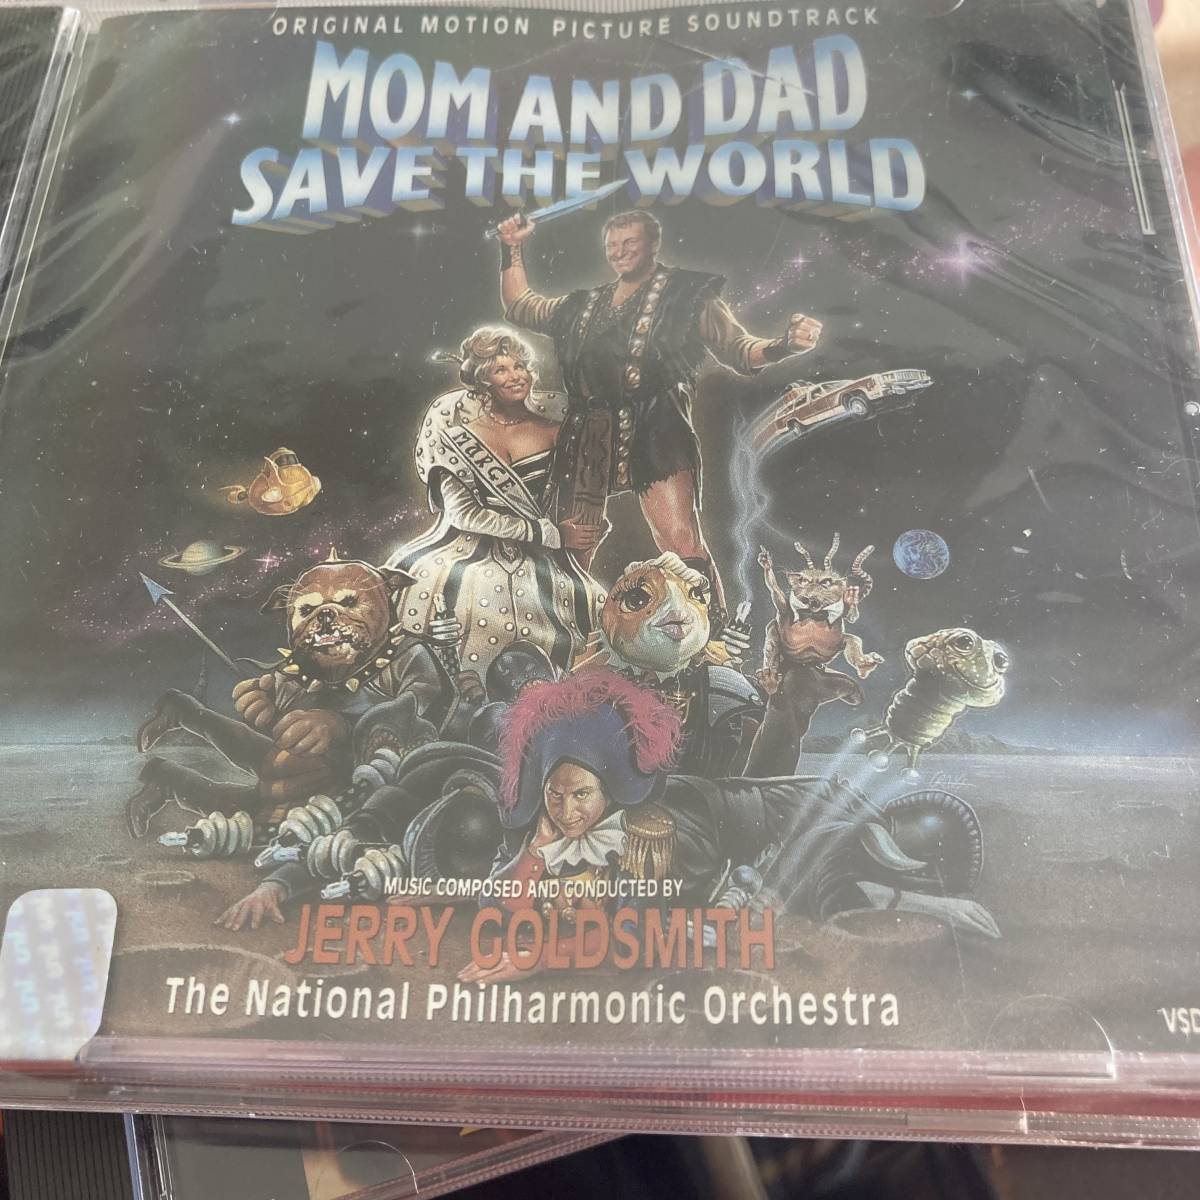 ORIGINAL MOTION PICTURE SOUNDTRACK
MOM AND DAD
SAVE THE WORLD
MARGE
MUSIC COMPOSED AND CONDUCTED BY
JERRY GOLDSMITH
The National Philharmonic Orchestra
VSD